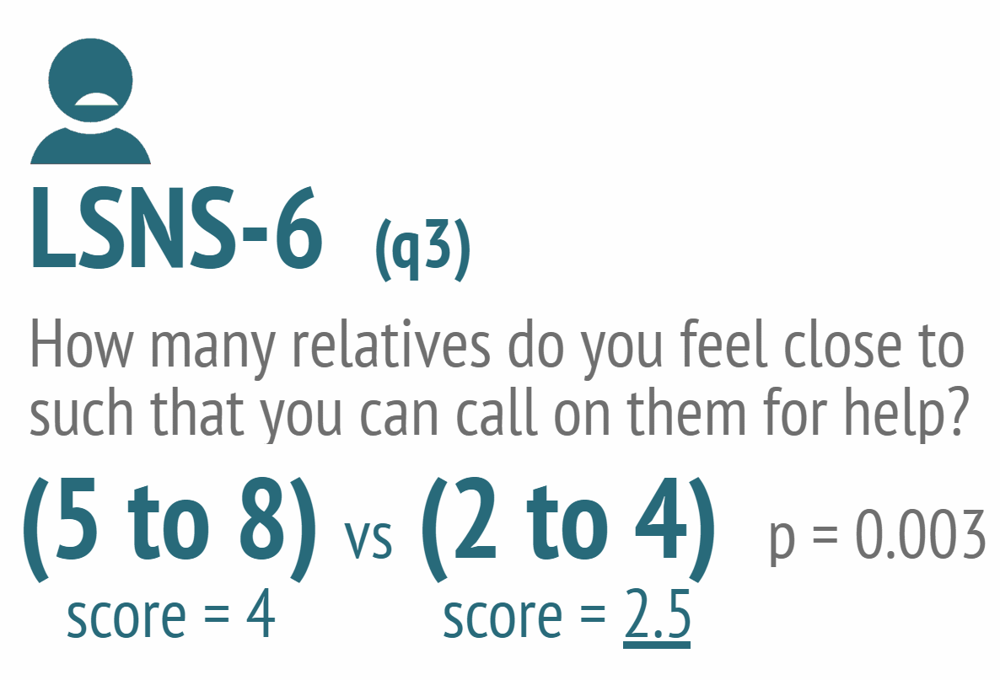 LSNS-6 (q3)
How many relatives do you feel close to
such that you can call on them for help?
(5 to 8) vs (2 to 4) p = 0.003
score = 4 score = 2.5